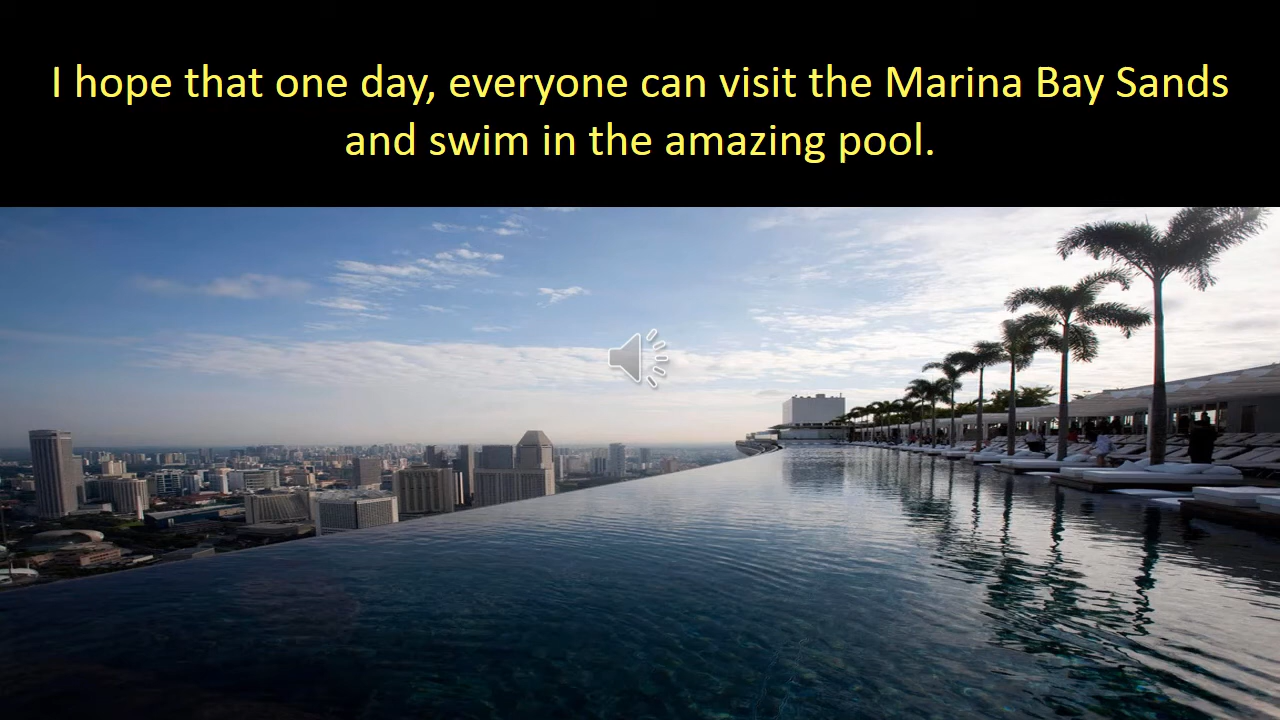 I hope that one day, everyone can visit the Marina Bay Sands
and swim in the amazing pool.